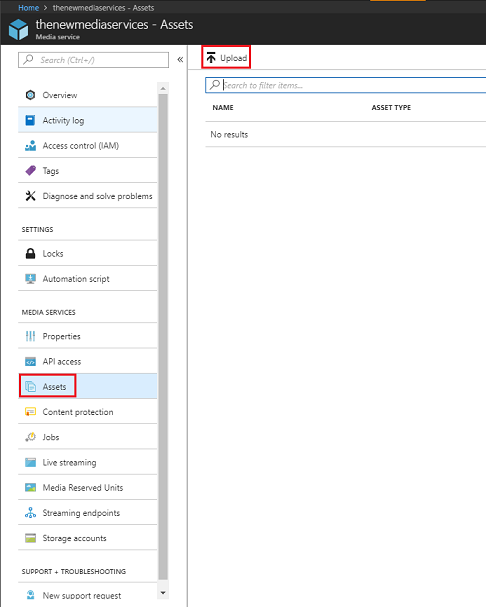 Home > thenewmediaservices - Assets
thenewmediaservices - Assets
Media service
Search (Ctrl+/)
«
Overview
Activity log
Access control (IAM)
Tags
Diagnose and solve problems
SETTINGS
Locks
Automation script
MEDIA SERVICES
Properties
API access
Assets
Content protection
Jobs
Live streaming
Media Reserved Units
Streaming endpoints
Storage accounts
SUPPORT + TROUBLESHOOTING
New support request
Upload
Search to filter items...
NAME ASSET TYPE
No results